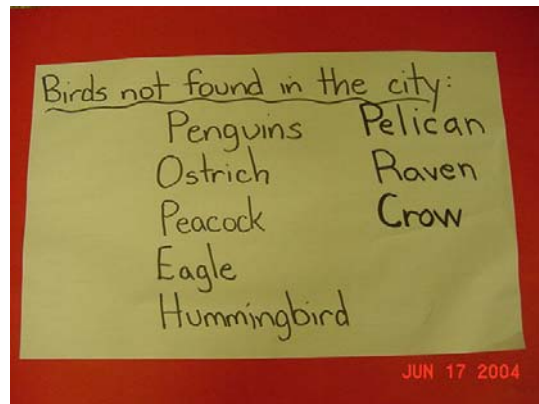 Birds not found in the city:
Penguins
Ostrich
Peacock
Eagle
Hummingbird
Pelican
Raven
Crow
JUN 17 2004